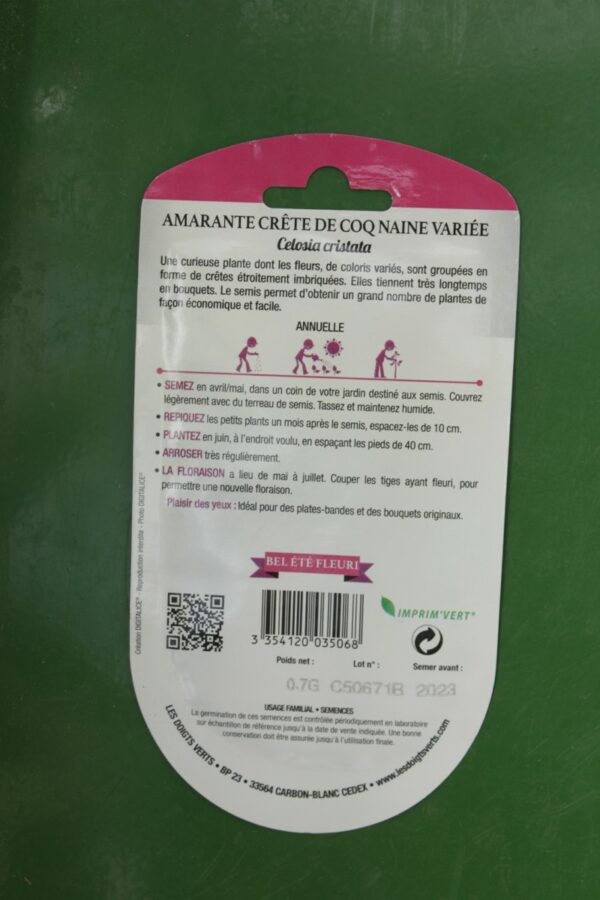 AMARANTE CRÊTE DE COQ NAINE VARIÉE
Celosia cristata
Une curieuse plante dont les fleurs, de coloris variés, sont groupées en
forme de crêtes étroitement imbriquées. Elles tiennent très longtemps
en bouquets. Le semis permet d'obtenir un grand nombre de plantes de
façon économique et facile.
ANNUELLE
• SEMEZ en avril/mai, dans un coin de votre jardin destiné aux semis. Couvrez
légèrement avec du terreau de semis. Tassez et maintenez humide.
• REPIQUEZ les petits plants un mois après le semis, espacez-les de 10 cm.
• PLANTEZ en juin, à l'endroit voulu, en espaçant les pieds de 40 cm.
• ARROSER très régulièrement.
• LA FLORAISON a lieu de mai à juillet. Couper les tiges ayant fleuri, pour
permettre une nouvelle floraison.
Plaisir des yeux : Idéal pour des plates-bandes et des bouquets originaux.
Création DIGITALICE® - Reproduction interdite - Photo DIGITALICE®
BEL ÉTÉ FLEURI
IMPRIM'VERT®
3 354120 035068
Poids net : Lot n° : Semer avant :
0.7G C50671B 2023
USAGE FAMILIAL • SEMENCES
La germination de ces semences est contrôlée périodiquement en laboratoire
sur échantillon de référence jusqu'à la date de vente indiquée. Une bonne
conservation doit être assurée jusqu'à l'utilisation finale.
LES DOIGTS VERTS • BP 23 • 33564 CARBON-BLANC CEDEX • www.lesdoigtsverts.com